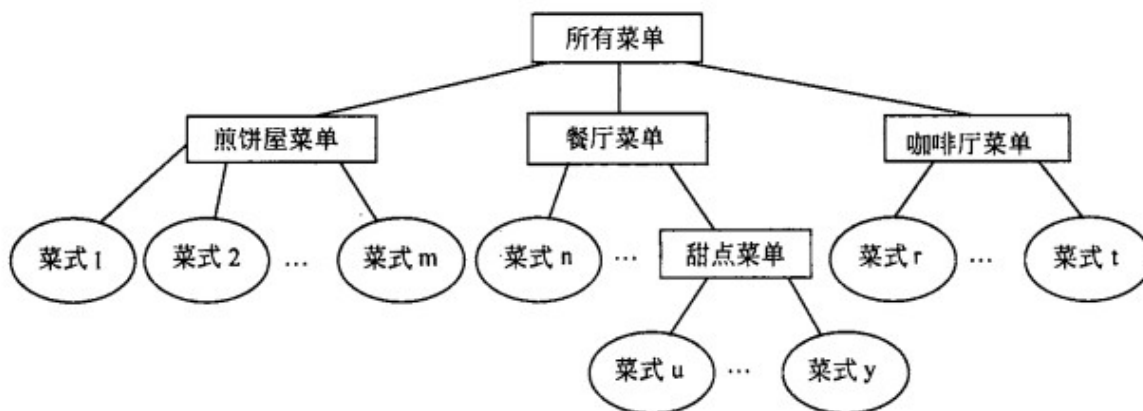 所有菜单
煎饼屋菜单 餐厅菜单 咖啡厅菜单
菜式 1 菜式 2 … 菜式 m 菜式 n … 甜点菜单 菜式 r … 菜式 t
菜式 u … 菜式 y